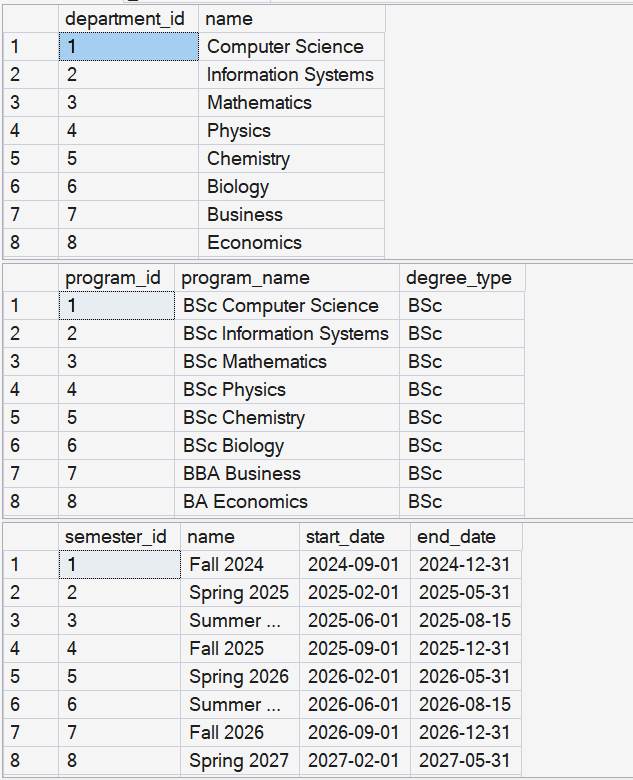 department_id name
1 1 Computer Science
2 2 Information Systems
3 3 Mathematics
4 4 Physics
5 5 Chemistry
6 6 Biology
7 7 Business
8 8 Economics
program_id program_name degree_type
1 1 BSc Computer Science BSc
2 2 BSc Information Systems BSc
3 3 BSc Mathematics BSc
4 4 BSc Physics BSc
5 5 BSc Chemistry BSc
6 6 BSc Biology BSc
7 7 BBA Business BSc
8 8 BA Economics BSc
semester_id name start_date end_date
1 1 Fall 2024 2024-09-01 2024-12-31
2 2 Spring 2025 2025-02-01 2025-05-31
3 3 Summer ... 2025-06-01 2025-08-15
4 4 Fall 2025 2025-09-01 2025-12-31
5 5 Spring 2026 2026-02-01 2026-05-31
6 6 Summer ... 2026-06-01 2026-08-15
7 7 Fall 2026 2026-09-01 2026-12-31
8 8 Spring 2027 2027-02-01 2027-05-31